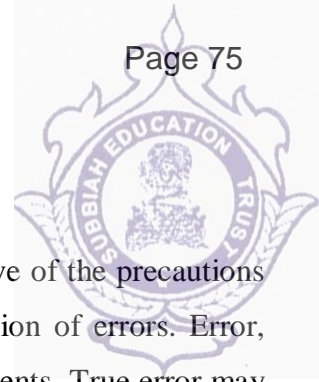 Page 75
SUBBIAH EDUCATION TRUST
ve of the precautions
ion of errors. Error,
ents. True error may